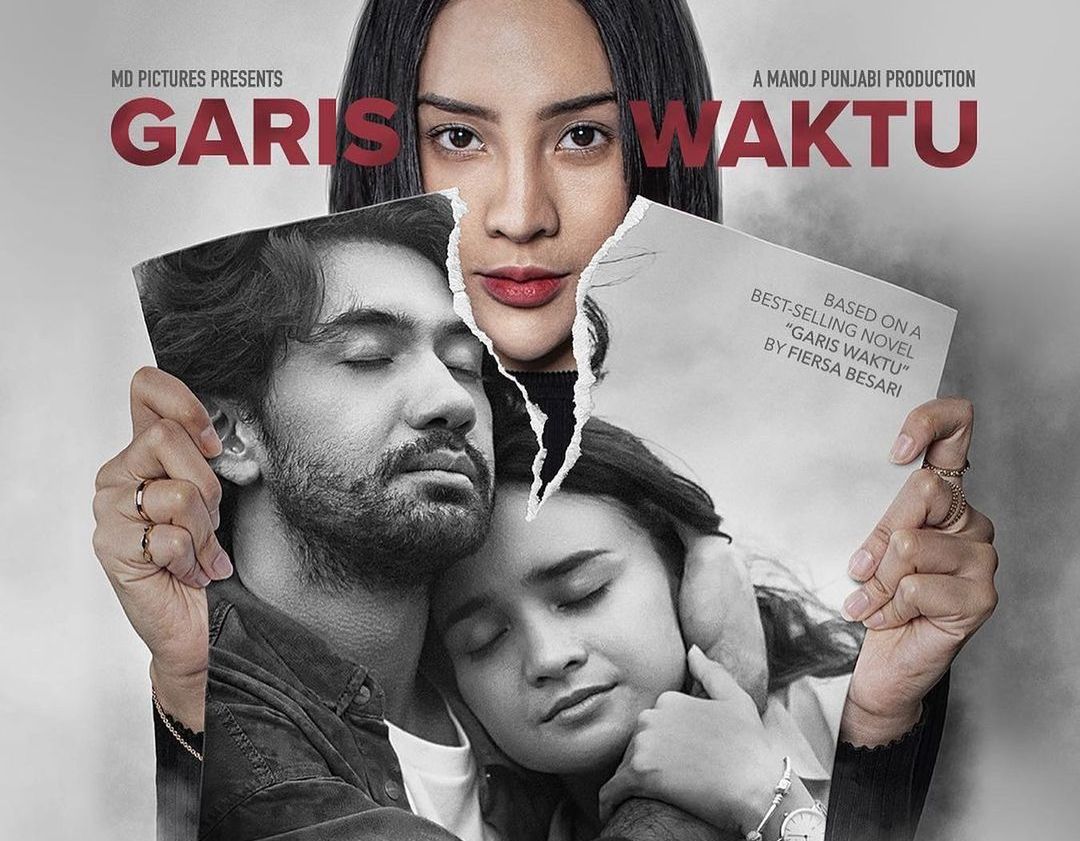 MD PICTURES PRESENTS
A MANOJ PUNJABI PRODUCTION
GARIS WAKTU
BASED ON A
BEST-SELLING NOVEL
"GARIS WAKTU"
BY FIERSA BESARI